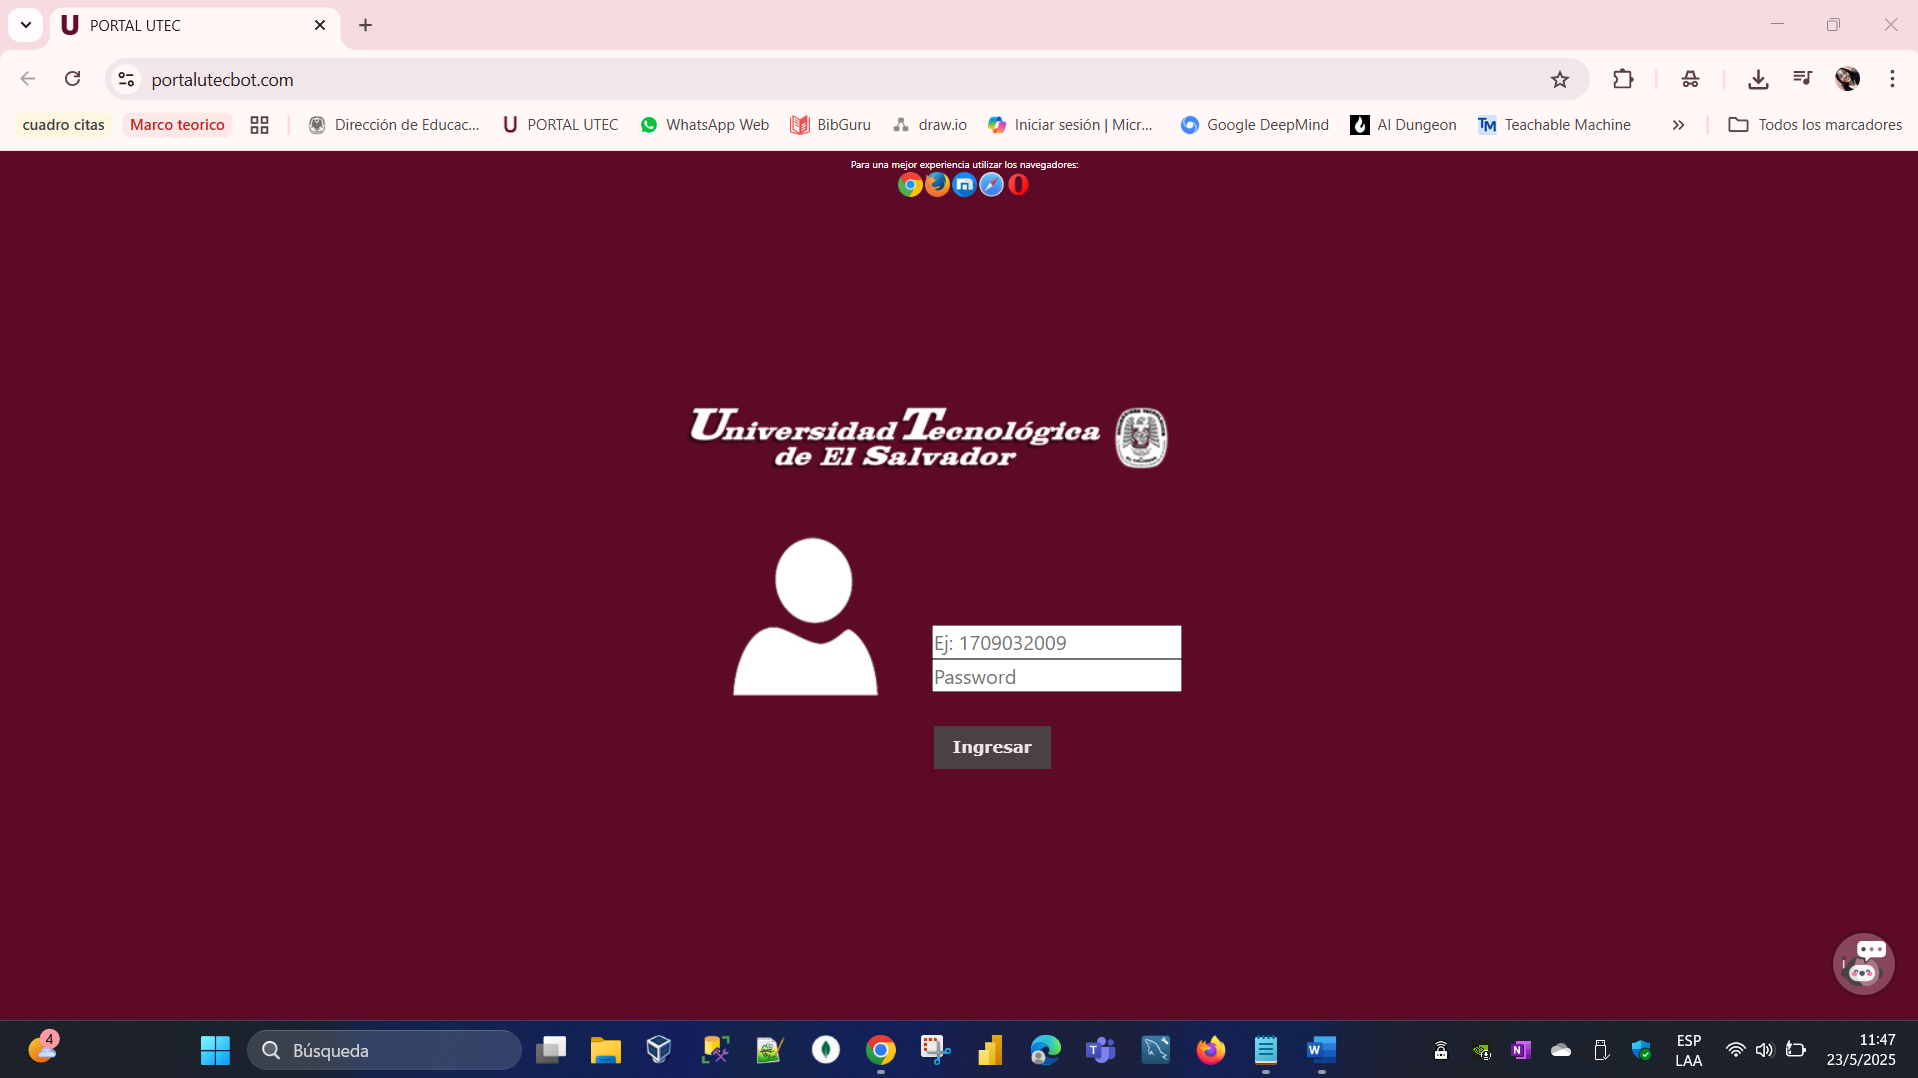 PORTAL UTEC
portalutecbot.com
cuadro citas Marco teorico Dirección de Educac... PORTAL UTEC WhatsApp Web BibGuru draw.io Iniciar sesión | Micr... Google DeepMind AI Dungeon TM Teachable Machine Todos los marcadores
Para una mejor experiencia utilizar los navegadores:
Universidad Tecnológica
de El Salvador
Ej: 1709032009
Password
Ingresar
4
Búsqueda
ESP
LAA
11:47
23/5/2025